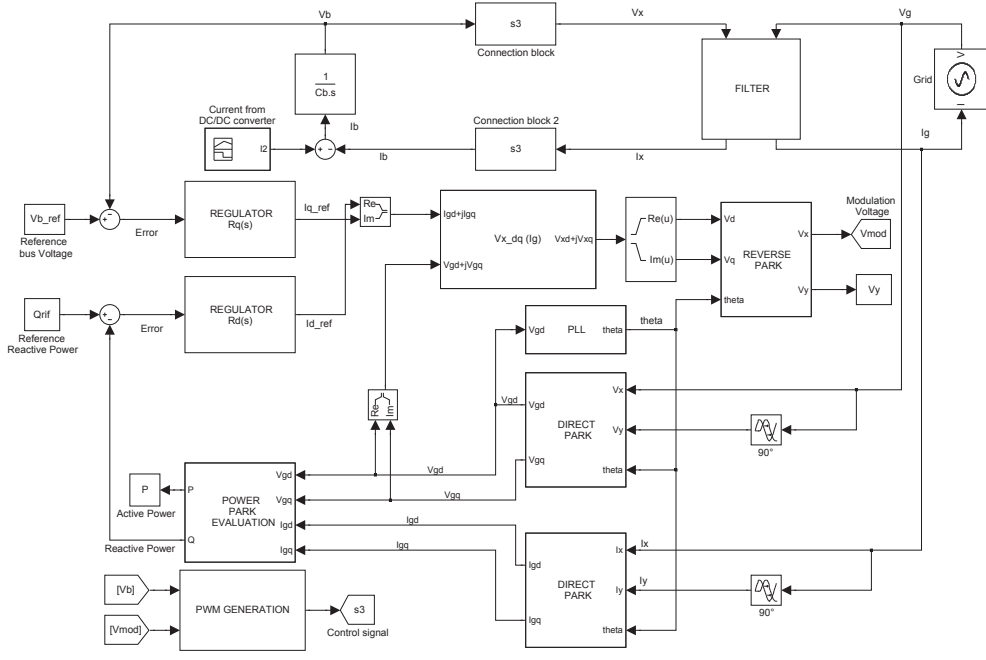 Vb
s3
Connection block
Vx
Vg
V
Grid
I
Ig
FILTER
1
Cb.s
Current from
DC/DC converter
I2
Ib
+
−
Ib
Connection block 2
s3
Ix
Vb_ref
Reference
bus Voltage
+
−
Error
REGULATOR
Rq(s)
Iq_ref
Re
Im
Igd+jIgq
Vgd+jVgq
Vx_dq (Ig)
Vxd+jVxq
Re(u)
Im(u)
Vd
Vq
theta
REVERSE
PARK
Vx
Vy
Modulation
Voltage
Vmod
Vy
Qrif
Reference
Reactive Power
+
−
Error
REGULATOR
Rd(s)
Id_ref
Vgd
PLL
theta
theta
Re
Im
Vgd
Vgd
Vgq
DIRECT
PARK
Vx
Vy
theta
Vx
90°
P
Active Power
P
Q
POWER
PARK
EVALUATION
Vgd
Vgq
Igd
Igq
Vgd
Vgq
Igd
Igq
Reactive Power
Igd
Igq
DIRECT
PARK
Ix
Iy
theta
Ix
Iy
90°
[Vb]
[Vmod]
PWM GENERATION
s3
Control signal